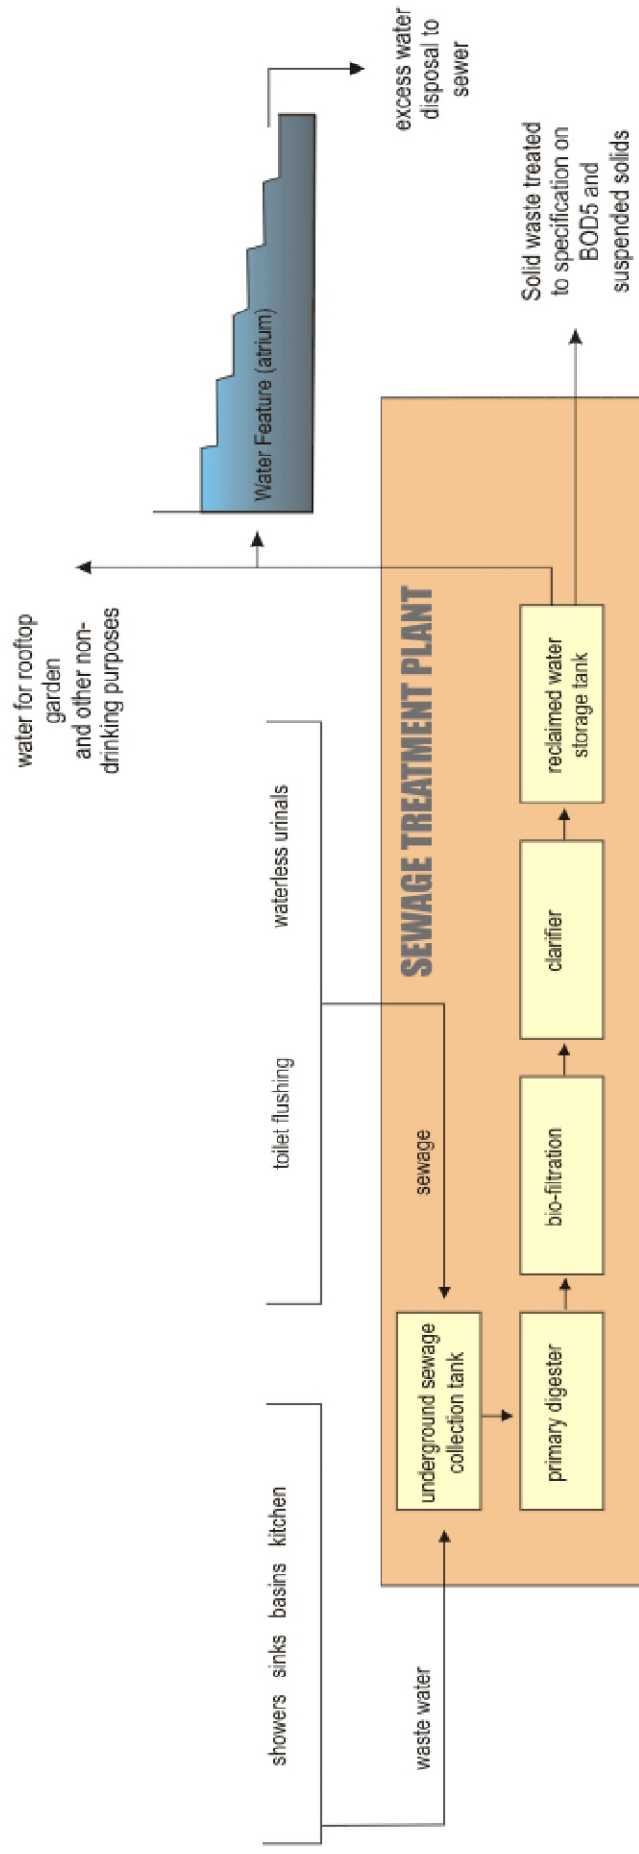 water for rooftop
garden
and other non-
drinking purposes
excess water
disposal to
sewer
Water Feature (atrium)
showers sinks basins kitchen
toilet flushing
waterless urinals
waste water
sewage
SEWAGE TREATMENT PLANT
underground sewage
collection tank
primary digester
bio-filtration
clarifier
reclaimed water
storage tank
Solid waste treated
to specification on
BOD5 and
suspended solids